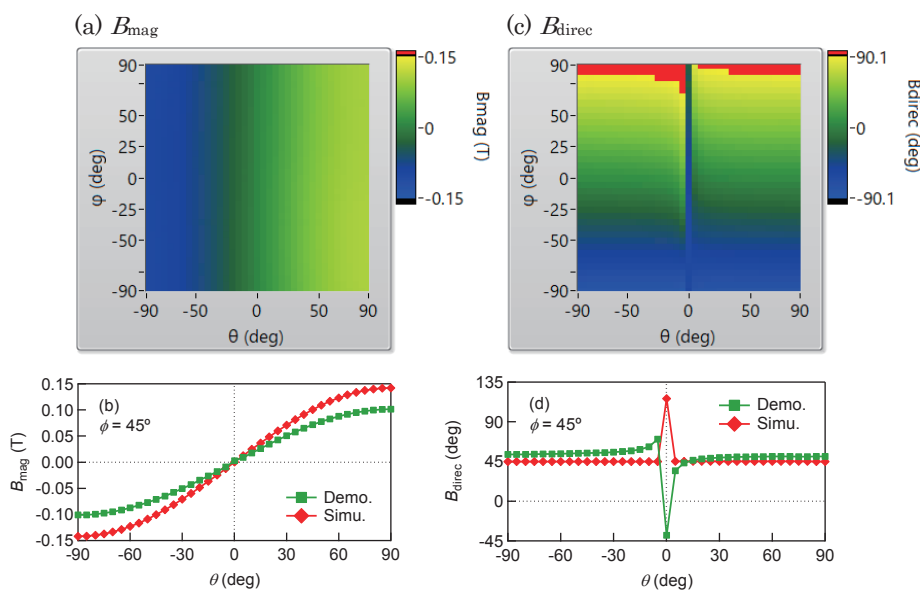 (a) Bmag
(c) Bdirec
90
50
25
0
-25
-50
-90
φ (deg)
-90
-50
0
50
90
θ (deg)
0.15
0
-0.15
Bmag (T)
90
50
25
0
-25
-50
-90
φ (deg)
-90
-50
0
50
90
θ (deg)
-90.1
0
-90.1
Bdirec (deg)
0.15
0.10
0.05
0.00
-0.05
-0.10
-0.15
Bmag (T)
(b)
ϕ = 45º
Demo.
Simu.
-90
-60
-30
0
30
60
90
θ (deg)
135
90
45
0
-45
Bdirec (deg)
(d)
ϕ = 45º
Demo.
Simu.
-90
-60
-30
0
30
60
90
θ (deg)